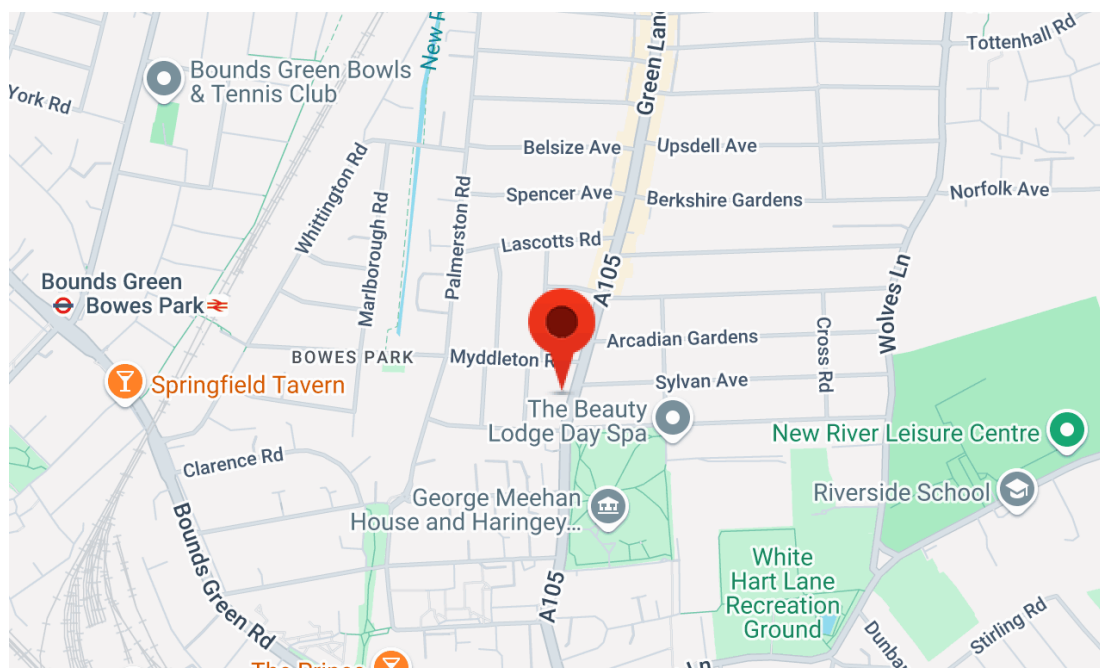 New R
Green Lane
Tottenhall Rd
Bounds Green Bowls
& Tennis Club
York Rd
Belsize Ave
Upsdell Ave
Whittington Rd
Marlborough Rd
Palmerston Rd
Spencer Ave
Berkshire Gardens
Norfolk Ave
Lascotts Rd
Bounds Green
Bowes Park
A105
Wolves Ln
Arcadian Gardens
Cross Rd
BOWES PARK
Myddleton R
Springfield Tavern
Sylvan Ave
The Beauty
Lodge Day Spa
New River Leisure Centre
Clarence Rd
Riverside School
George Meehan
House and Haringey...
Bounds Green Rd
White
Hart Lane
Recreation
Ground
A105
Stirling Rd
Dunba
The Prince
Ln